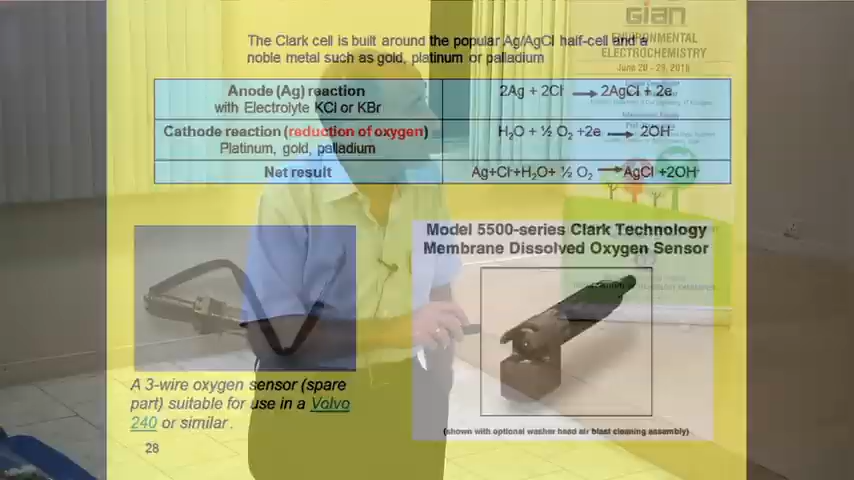 GIAN
ENVIRONMENTAL
ELECTROCHEMISTRY
June 20 - 29, 2016
The Clark cell is built around the popular Ag/AgCl half-cell and a
noble metal such as gold, platinum or palladium
Anode (Ag) reaction
with Electrolyte KCl or KBr
2Ag + 2Cl- → 2AgCl + 2e-
Cathode reaction (reduction of oxygen)
Platinum, gold, palladium
H2O + ½ O2 +2e- → 2OH-
Net result
Ag+Cl-+H2O+ ½ O2 → AgCl +2OH-
Model 5500-series Clark Technology
Membrane Dissolved Oxygen Sensor
A 3-wire oxygen sensor (spare
part) suitable for use in a Volvo
240 or similar.
(shown with optional washer head air blast cleaning assembly)
28